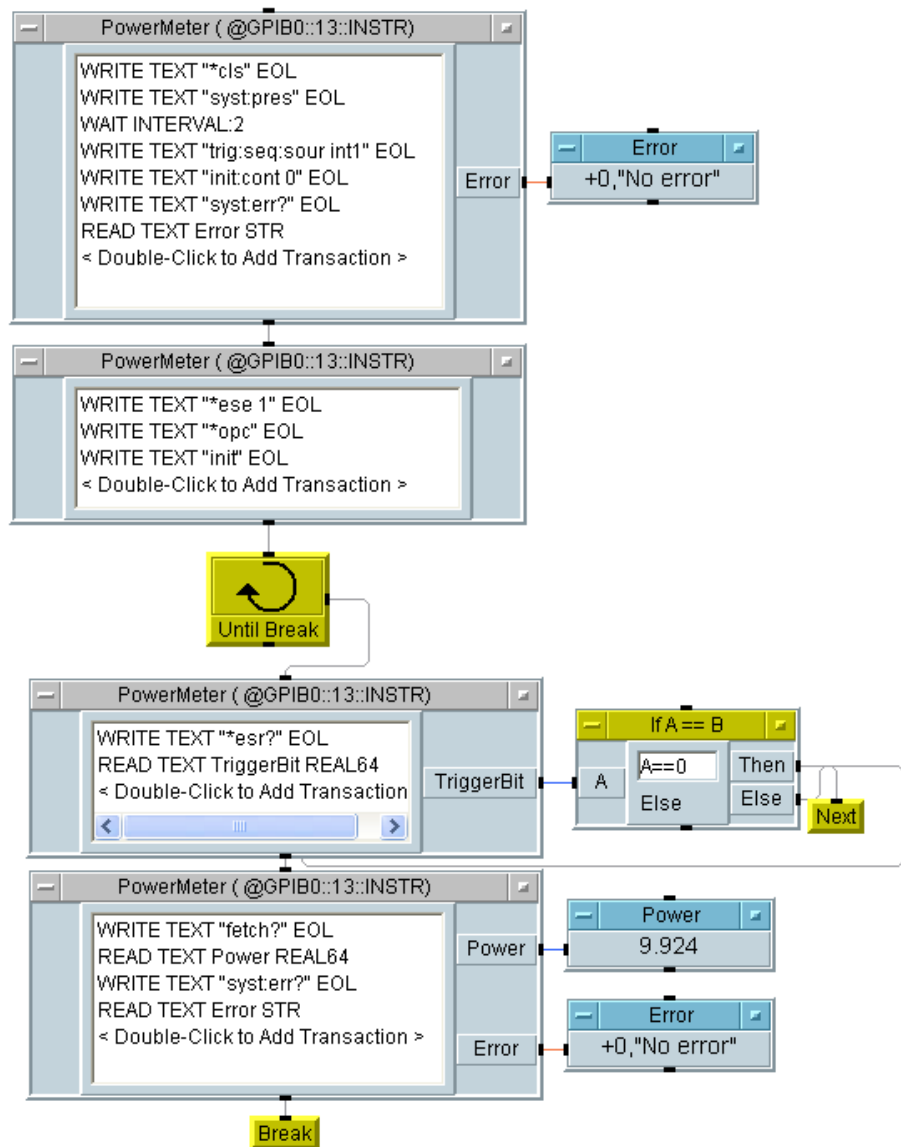 PowerMeter ( @GPIB0::13::INSTR)
WRITE TEXT "*cls" EOL
WRITE TEXT "syst:pres" EOL
WAIT INTERVAL:2
WRITE TEXT "trig:seq:sour int1" EOL
WRITE TEXT "init:cont 0" EOL
WRITE TEXT "syst:err?" EOL
READ TEXT Error STR
< Double-Click to Add Transaction >
Error
Error
+0,"No error"
PowerMeter ( @GPIB0::13::INSTR)
WRITE TEXT "*ese 1" EOL
WRITE TEXT "*opc" EOL
WRITE TEXT "init" EOL
< Double-Click to Add Transaction >
Until Break
PowerMeter ( @GPIB0::13::INSTR)
WRITE TEXT "*esr?" EOL
READ TEXT TriggerBit REAL64
< Double-Click to Add Transaction
TriggerBit
If A == B
A
A==0
Else
Then
Else
Next
PowerMeter ( @GPIB0::13::INSTR)
WRITE TEXT "fetch?" EOL
READ TEXT Power REAL64
WRITE TEXT "syst:err?" EOL
READ TEXT Error STR
< Double-Click to Add Transaction >
Power
Error
Power
9.924
Error
+0,"No error"
Break